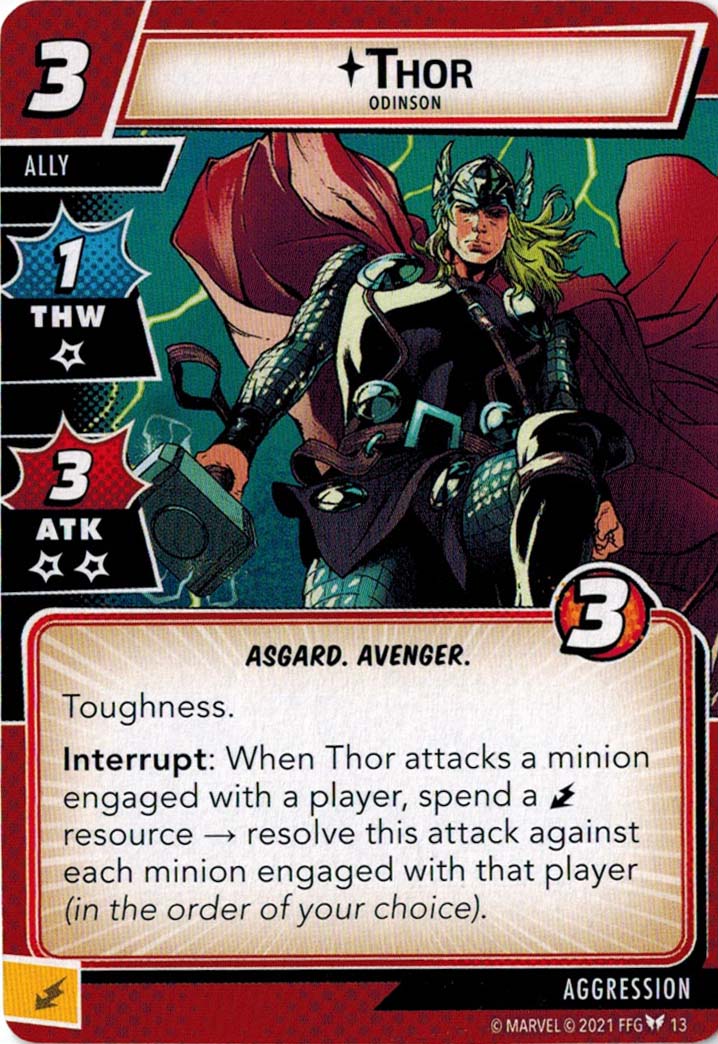 3
THOR
ODINSON
ALLY
1
THW
3
ATK
3
ASGARD. AVENGER.
Toughness.
Interrupt: When Thor attacks a minion
engaged with a player, spend a
resource → resolve this attack against
each minion engaged with that player
(in the order of your choice).
AGGRESSION
© MARVEL © 2021 FFG 13